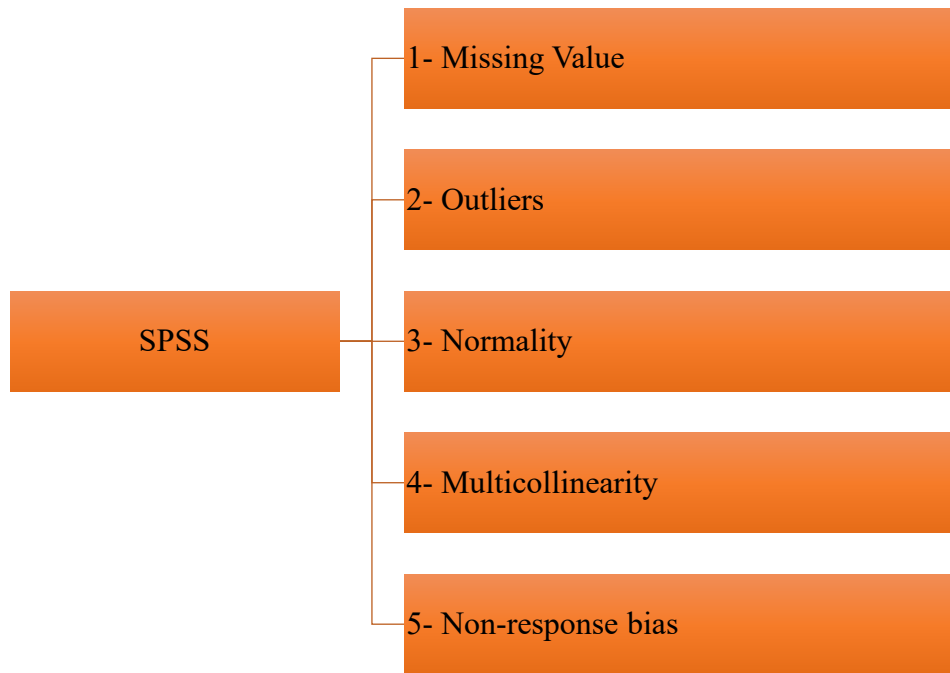 1- Missing Value
2- Outliers
SPSS
3- Normality
4- Multicollinearity
5- Non-response bias